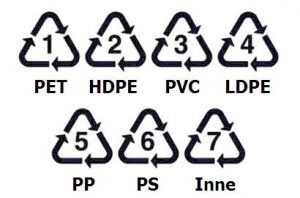 1 2 3 4
PET HDPE PVC LDPE
5 6 7
PP PS Inne